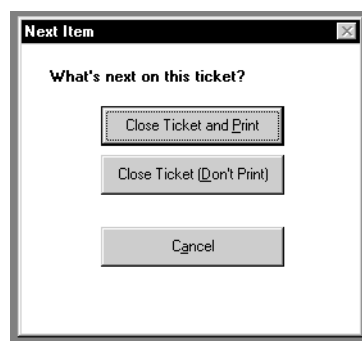 Next Item
What's next on this ticket?
Close Ticket and Print
Close Ticket (Don't Print)
Cancel